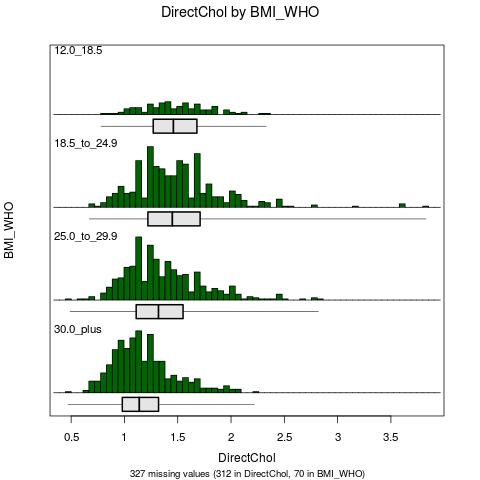 DirectChol by BMI_WHO
12.0_18.5
18.5_to_24.9
25.0_to_29.9
30.0_plus
BMI_WHO
0.5 1 1.5 2 2.5 3 3.5
DirectChol
327 missing values (312 in DirectChol, 70 in BMI_WHO)